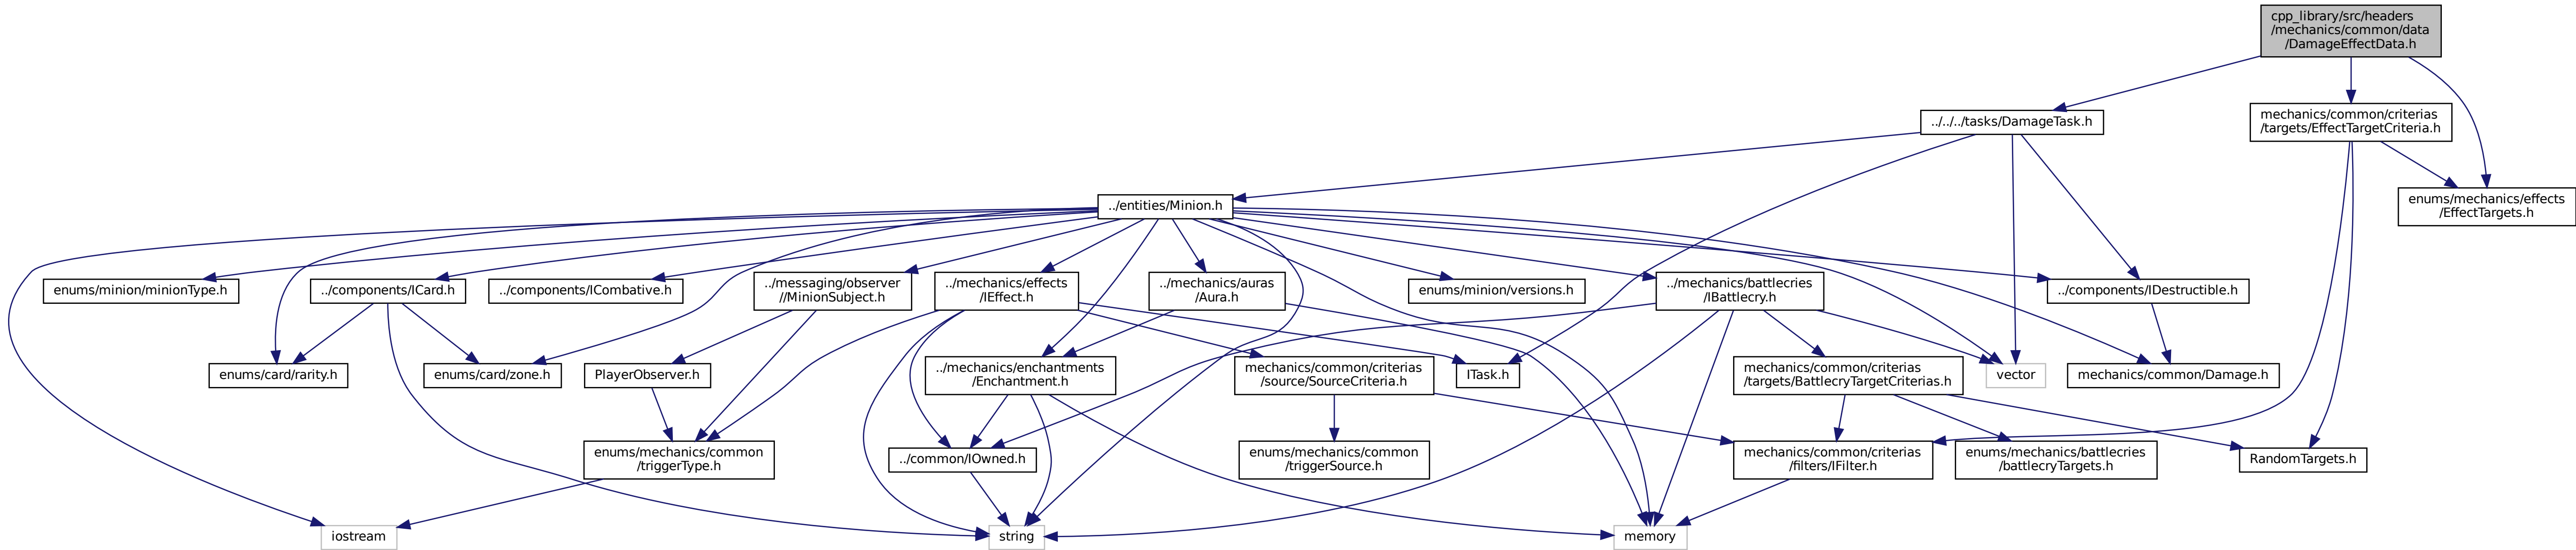 cpp_library/src/headers
/mechanics/common/data
/DamageEffectData.h
../../../tasks/DamageTask.h
mechanics/common/criterias
/targets/EffectTargetCriteria.h
../entities/Minion.h
enums/mechanics/effects
/EffectTargets.h
enums/minion/minionType.h
../components/ICard.h
../components/ICombative.h
../messaging/observer
//MinionSubject.h
../mechanics/effects
/IEffect.h
../mechanics/auras
/Aura.h
enums/minion/versions.h
../mechanics/battlecries
/IBattlecry.h
../components/IDestructible.h
enums/card/rarity.h
enums/card/zone.h
PlayerObserver.h
../mechanics/enchantments
/Enchantment.h
mechanics/common/criterias
/source/SourceCriteria.h
ITask.h
mechanics/common/criterias
/targets/BattlecryTargetCriterias.h
vector
mechanics/common/Damage.h
enums/mechanics/common
/triggerType.h
../common/IOwned.h
enums/mechanics/common
/triggerSource.h
mechanics/common/criterias
/filters/IFilter.h
enums/mechanics/battlecries
/battlecryTargets.h
RandomTargets.h
iostream
string
memory